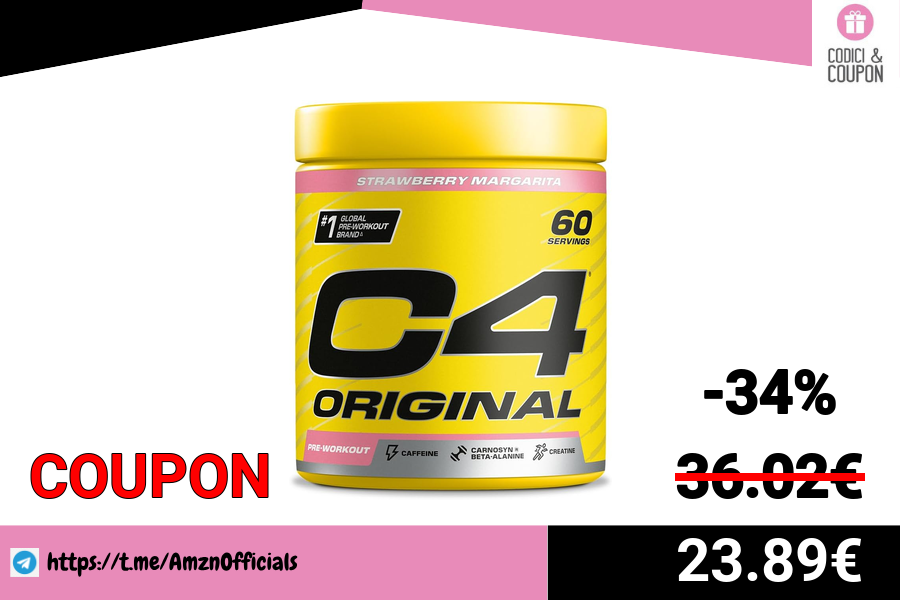 CODICI &
COUPON
STRAWBERRY MARGARITA
#1 GLOBAL
PRE-WORKOUT
BRAND∆
60
SERVINGS
C4®
ORIGINAL
PRE-WORKOUT
CAFFEINE
CARNOSYN®
BETA-ALANINE
CREATINE
COUPON
-34%
36.02€
https://t.me/AmznOfficials
23.89€